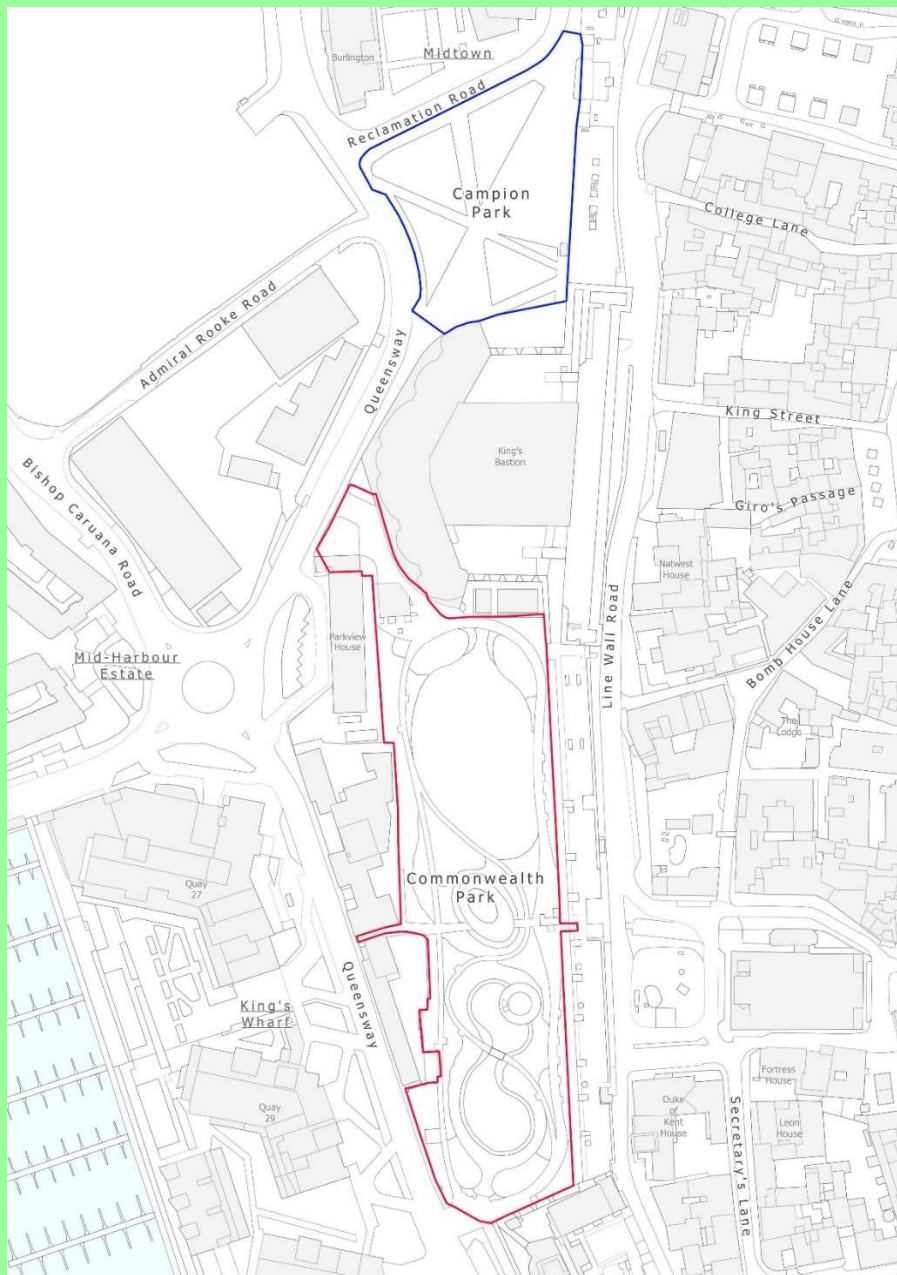 Burlington
Midtown
Reclamation Road
Campion
Park
College Lane
Admiral Rooke Road
Queensway
King Street
King's
Bastion
Giro's Passage
Bishop Caruana Road
Natwest
House
Line Wall Road
Bomb House Lane
Parkview
House
Mid-Harbour
Estate
The
Lodge
Commonwealth
Park
Quay
27
Queensway
King's
Wharf
Fortress
House
Quay
29
Duke
of
Kent
House
Secretary's Lane
Leon
House